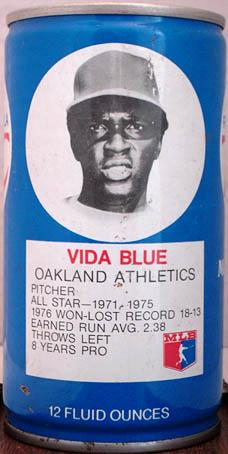 VIDA BLUE
OAKLAND ATHLETICS
PITCHER
ALL STAR—1971, 1975
1976 WON-LOST RECORD 18-13
EARNED RUN AVG. 2.38
THROWS LEFT
8 YEARS PRO
MLB
12 FLUID OUNCES